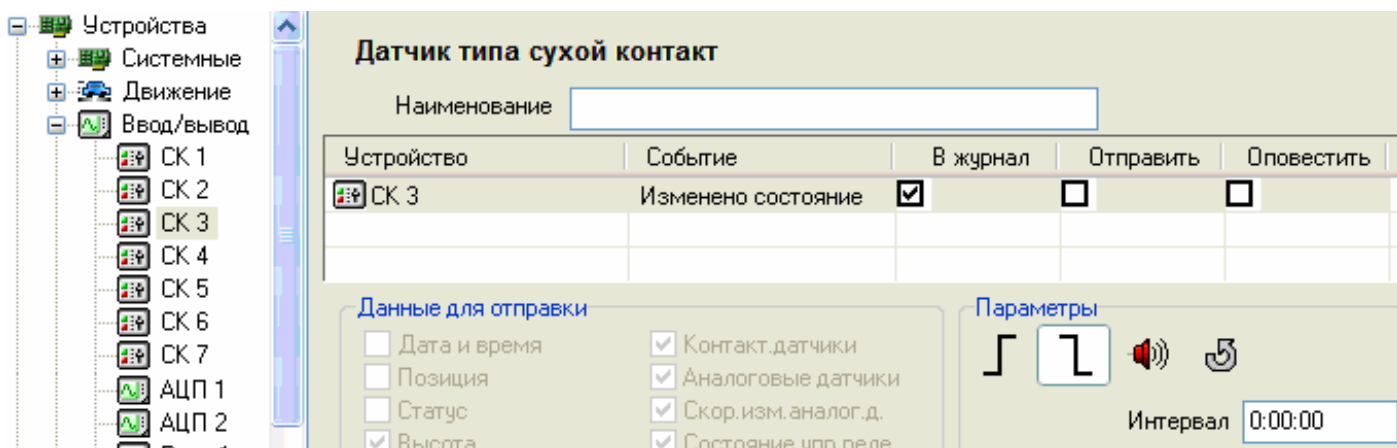 Устройства
Системные
Движение
Ввод/вывод
СК 1
СК 2
СК 3
СК 4
СК 5
СК 6
СК 7
АЦП 1
АЦП 2
Датчик типа сухой контакт
Наименование
Устройство Событие В журнал Отправить Оповестить
СК 3 Изменено состояние
Данные для отправки
Дата и время Контакт.датчики
Позиция Аналоговые датчики
Статус Скор.изм.аналог.д.
Высота Состояние упр.реле
Параметры
Интервал 0:00:00